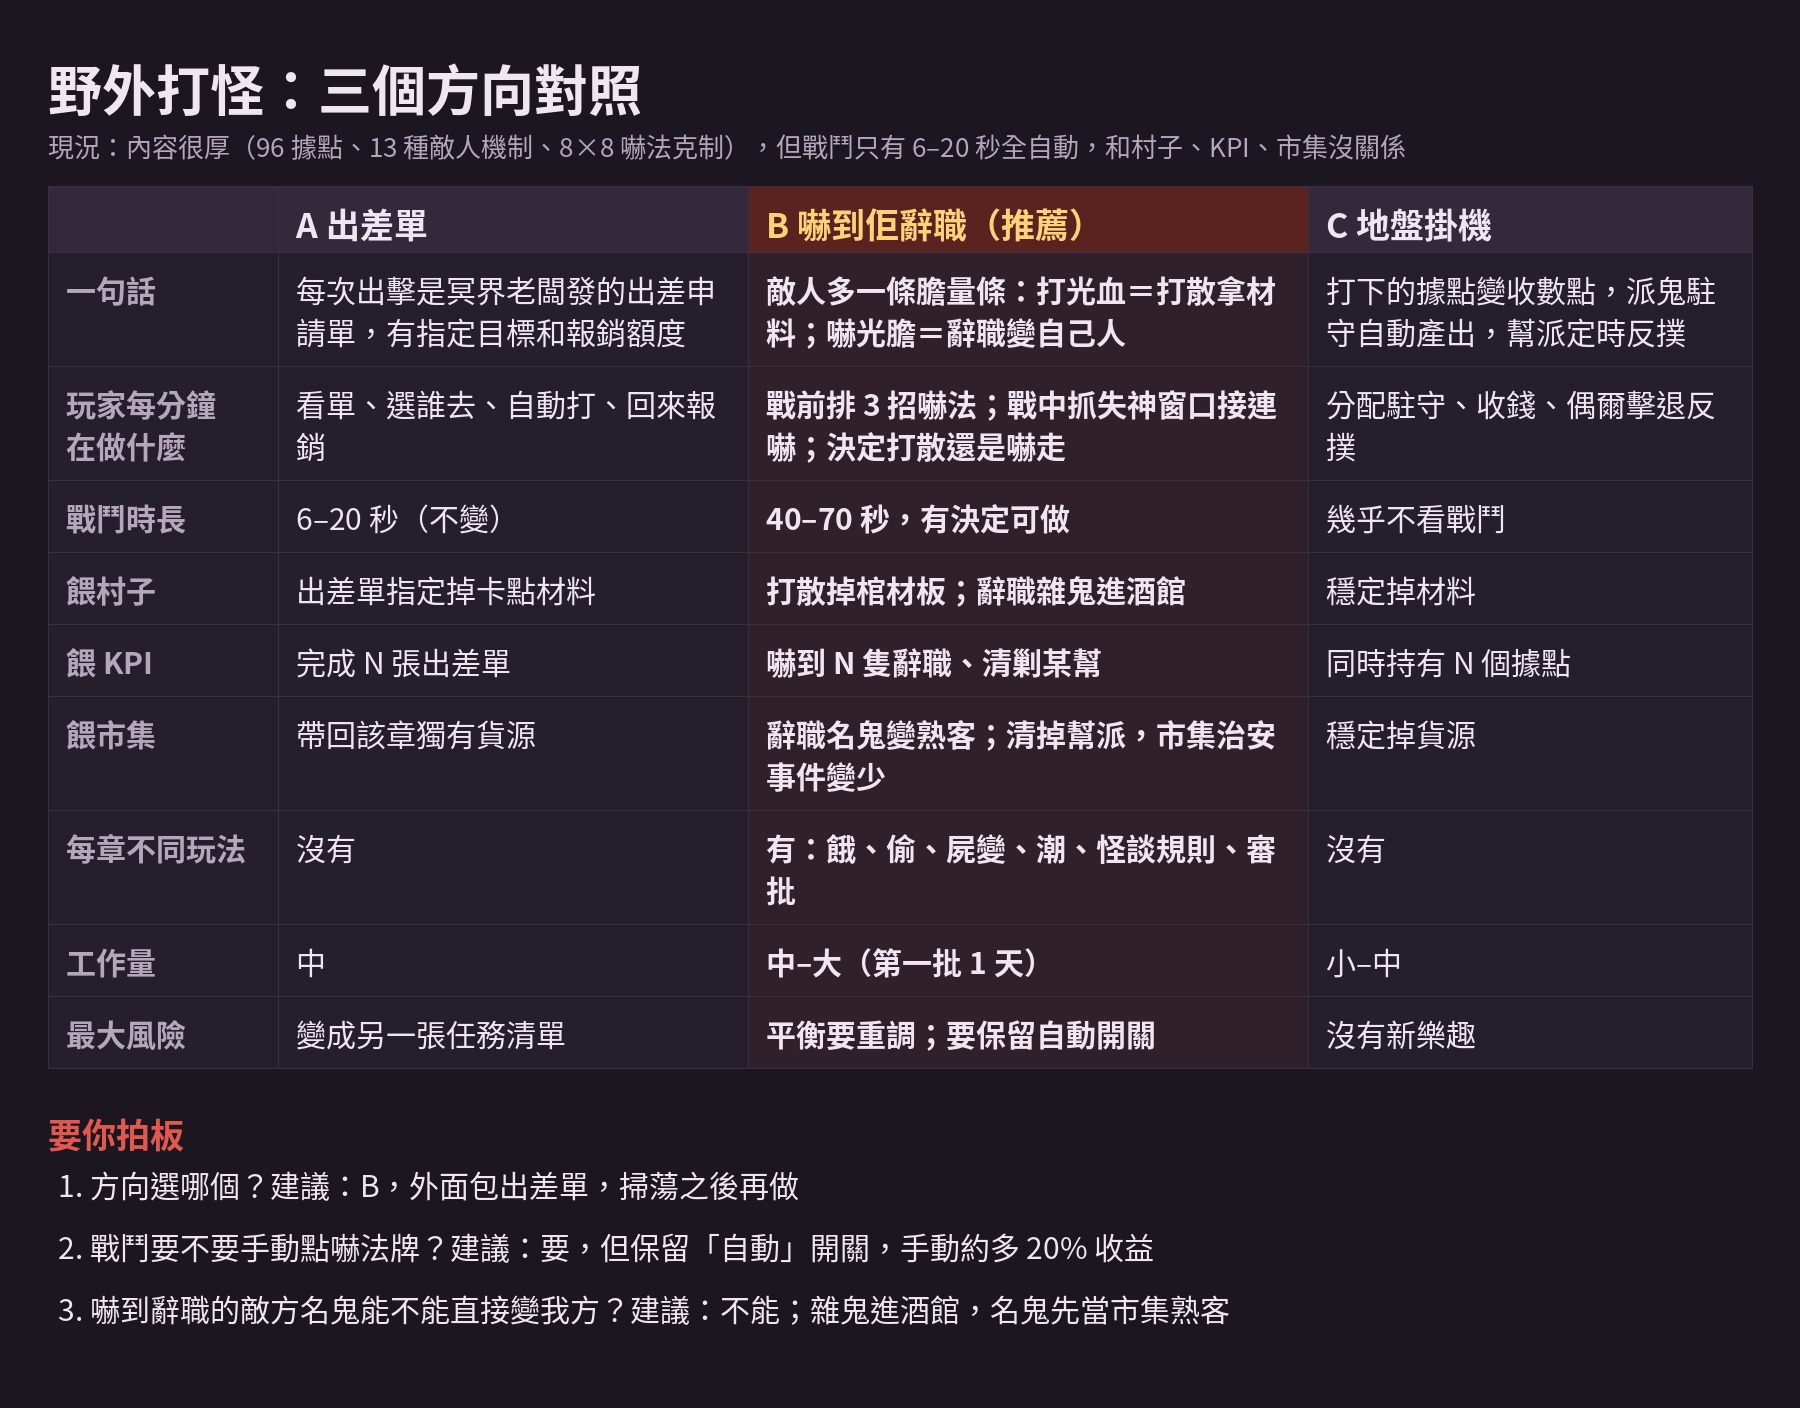 野外打怪：三個方向對照
現況：內容很厚（96 據點、13 種敵人機制、8×8 嚇法克制），但戰鬥只有 6–20 秒全自動，和村子、KPI、市集沒關係
A 出差單
B 嚇到佢辭職（推薦）
C 地盤掛機
一句話
每次出擊是冥界老闆發的出差申
請單，有指定目標和報銷額度
敵人多一條膽量條：打光血＝打散拿材
料；嚇光膽＝辭職變自己人
打下的據點變收數點，派鬼駐
守自動產出，幫派定時反撲
玩家每分鐘
在做什麼
看單、選誰去、自動打、回來報
銷
戰前排 3 招嚇法；戰中抓失神窗口接連
嚇；決定打散還是嚇走
分配駐守、收錢、偶爾擊退反
撲
戰鬥時長
6–20 秒（不變）
40–70 秒，有決定可做
幾乎不看戰鬥
餵村子
出差單指定掉卡點材料
打散掉棺材板；辭職雜鬼進酒館
穩定掉材料
餵 KPI
完成 N 張出差單
嚇到 N 隻辭職、清剿某幫
同時持有 N 個據點
餵市集
帶回該章獨有貨源
辭職名鬼變熟客；清掉幫派，市集治安
事件變少
穩定掉貨源
每章不同玩法
沒有
有：餓、偷、屍變、潮、怪談規則、審
批
沒有
工作量
中
中–大（第一批 1 天）
小–中
最大風險
變成另一張任務清單
平衡要重調；要保留自動開關
沒有新樂趣
要你拍板
1. 方向選哪個？建議：B，外面包出差單，掃蕩之後再做
2. 戰鬥要不要手動點嚇法牌？建議：要，但保留「自動」開關，手動約多 20% 收益
3. 嚇到辭職的敵方名鬼能不能直接變我方？建議：不能；雜鬼進酒館，名鬼先當市集熟客